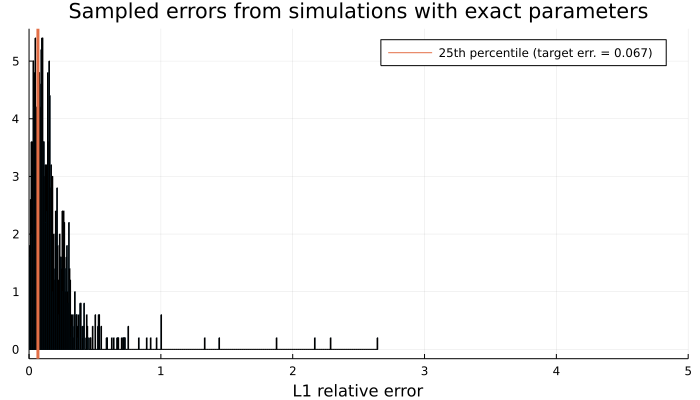 Sampled errors from simulations with exact parameters
25th percentile (target err. = 0.067)
5
4
3
2
1
0
0 1 2 3 4 5
L1 relative error